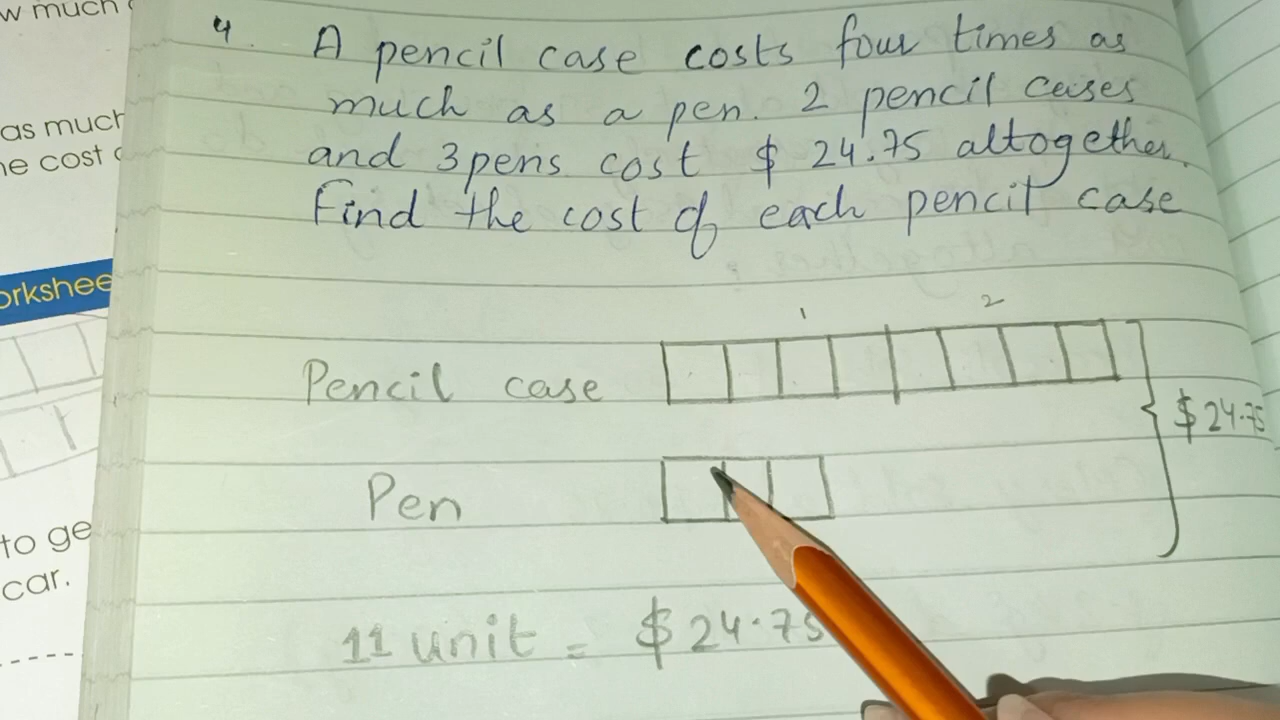 w much
as much
he cost
orkshee
to ge
car.
4. A pencil case costs four times as
much as a pen. 2 pencil cases
and 3 pens cost $ 24.75 altogether.
Find the cost of each pencil case
1 2
Pencil case
$ 24.75
Pen
11 unit = $ 24.75